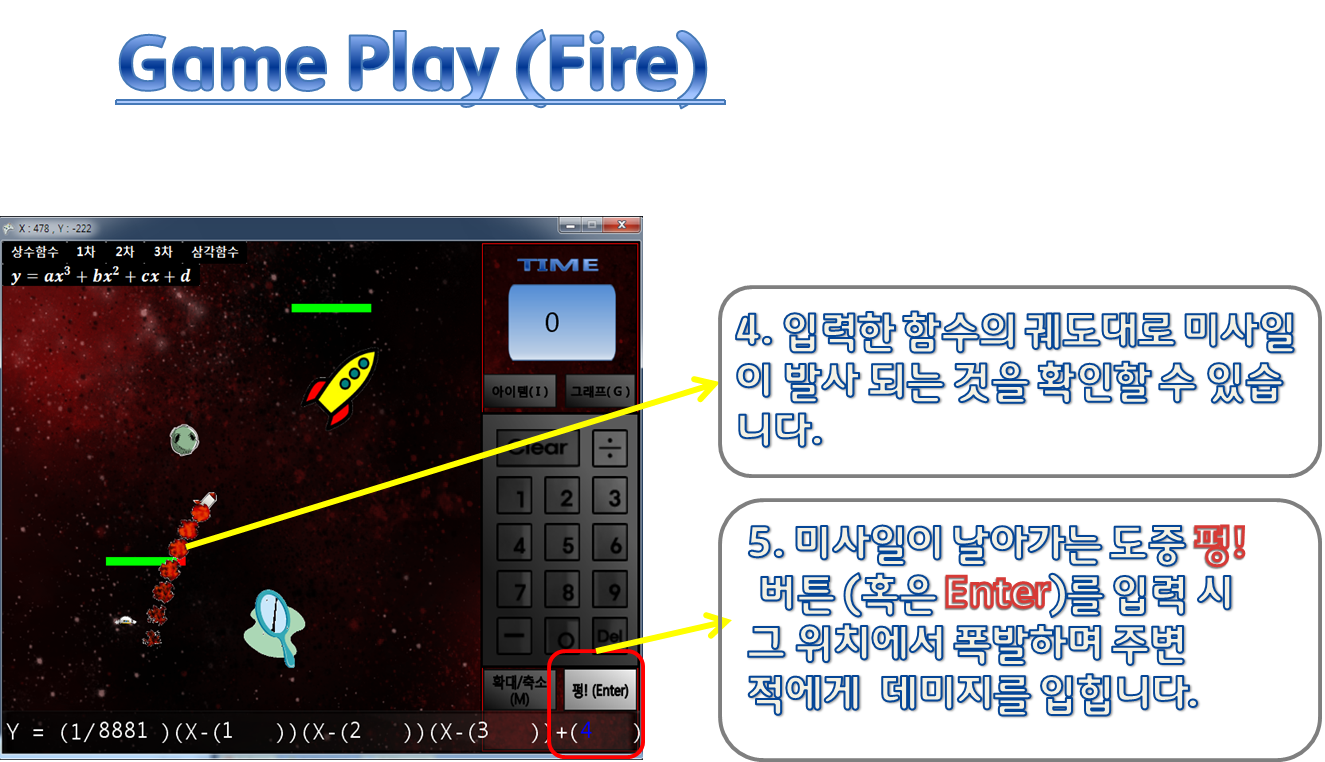 Game Play (Fire)
X : 478 , Y : -222
상수함수 1차 2차 3차 삼각함수
y = ax³ + bx² + cx + d
TIME
0
아이템(I) 그래프(G)
Clear ÷
1 2 3
4 5 6
7 8 9
— 0 Del
확대/축소
(M)
펑! (Enter)
Y = (1/8881 )(X-(1 ))(X-(2 ))(X-(3 ))+(4 )
4. 입력한 함수의 궤도대로 미사일
이 발사 되는 것을 확인할 수 있습
니다.
5. 미사일이 날아가는 도중 펑!
버튼 (혹은 Enter)를 입력 시
그 위치에서 폭발하며 주변
적에게 데미지를 입힙니다.